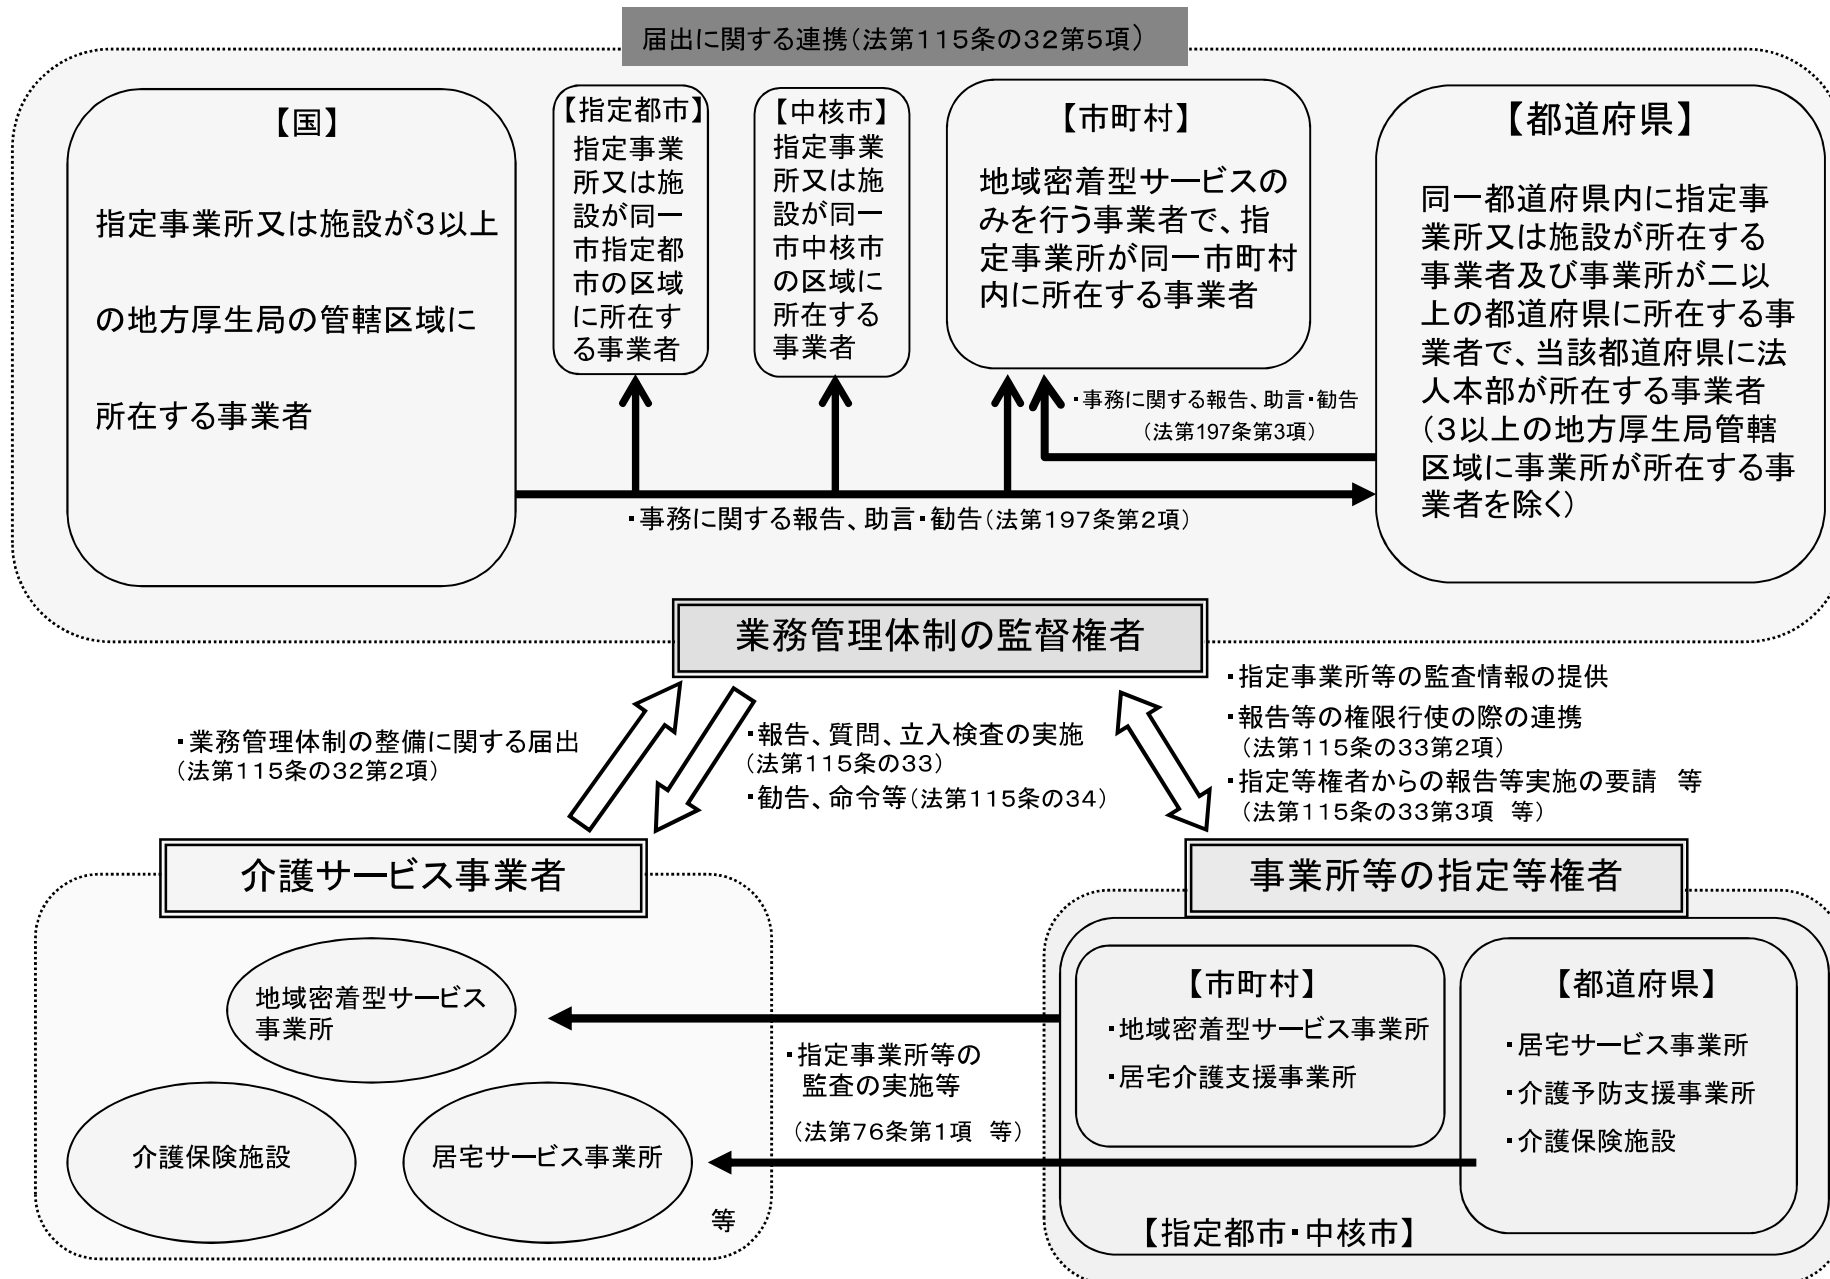 届出に関する連携(法第115条の32第5項)
【国】
指定事業所又は施設が3以上
の地方厚生局の管轄区域に
所在する事業者
【指定都市】
指定事業
所又は施
設が同一
市指定都
市の区域
に所在す
る事業者
【中核市】
指定事業
所又は施
設が同一
市中核市
の区域に
所在する
事業者
【市町村】
地域密着型サービスの
みを行う事業者で、指
定事業所が同一市町村
内に所在する事業者
【都道府県】
同一都道府県内に指定事
業所又は施設が所在する
事業者及び事業所が二以
上の都道府県に所在する事
業者で、当該都道府県に法
人本部が所在する事業者
(3以上の地方厚生局管轄
区域に事業所が所在する事
業者を除く)
・事務に関する報告、助言・勧告
(法第197条第3項)
・事務に関する報告、助言・勧告(法第197条第2項)
業務管理体制の監督権者
・業務管理体制の整備に関する届出
(法第115条の32第2項)
・報告、質問、立入検査の実施
(法第115条の33)
・勧告、命令等(法第115条の34)
・指定事業所等の監査情報の提供
・報告等の権限行使の際の連携
(法第115条の33第2項)
・指定等権者からの報告等実施の要請 等
(法第115条の33第3項 等)
介護サービス事業者
地域密着型サービス
事業所
介護保険施設
居宅サービス事業所
等
・指定事業所等の
監査の実施等
(法第76条第1項 等)
事業所等の指定等権者
【市町村】
・地域密着型サービス事業所
・居宅介護支援事業所
【都道府県】
・居宅サービス事業所
・介護予防支援事業所
・介護保険施設
【指定都市・中核市】